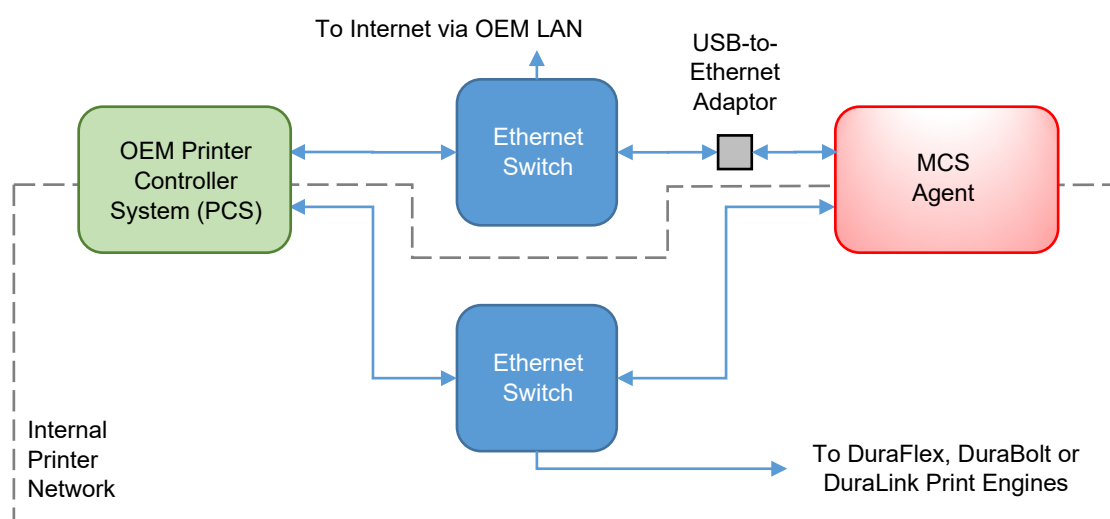 To Internet via OEM LAN
USB-to-
Ethernet
Adaptor
OEM Printer
Controller
System (PCS)
Ethernet
Switch
MCS
Agent
Ethernet
Switch
Internal
Printer
Network
To DuraFlex, DuraBolt or
DuraLink Print Engines